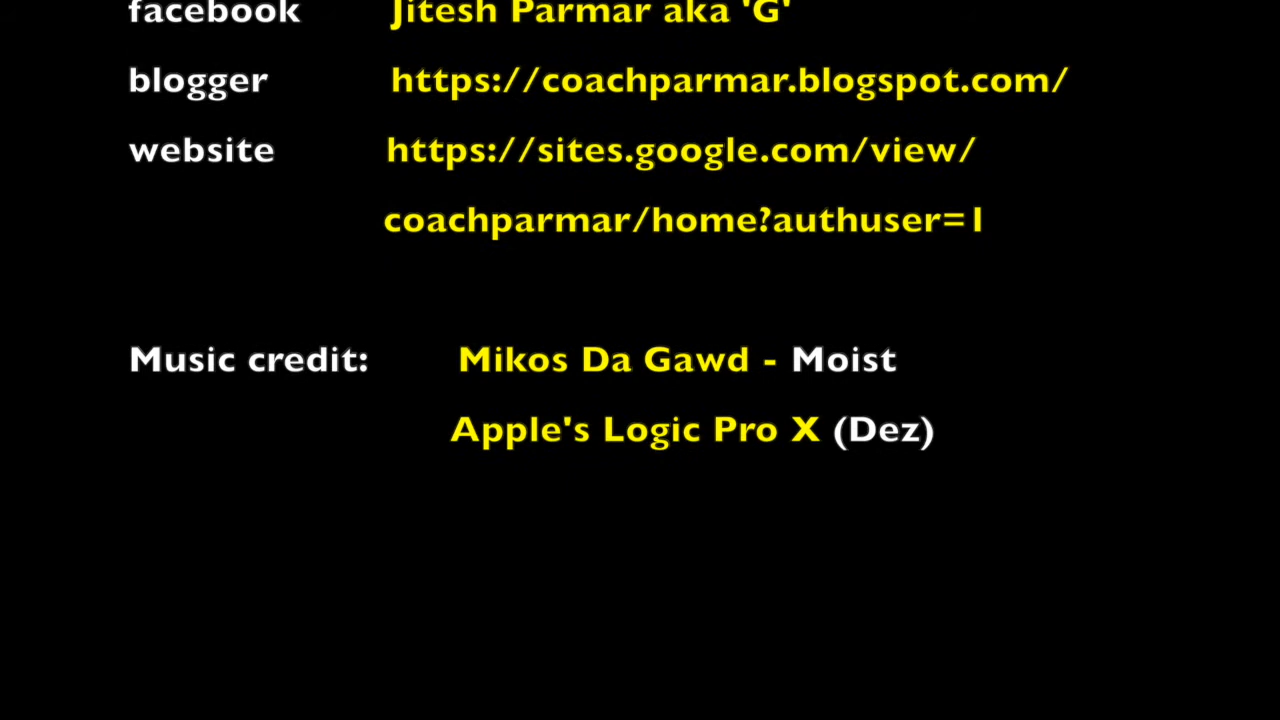 facebook Jitesh Parmar aka 'G'
blogger https://coachparmar.blogspot.com/
website https://sites.google.com/view/
coachparmar/home?authuser=1
Music credit: Mikos Da Gawd - Moist
Apple's Logic Pro X (Dez)